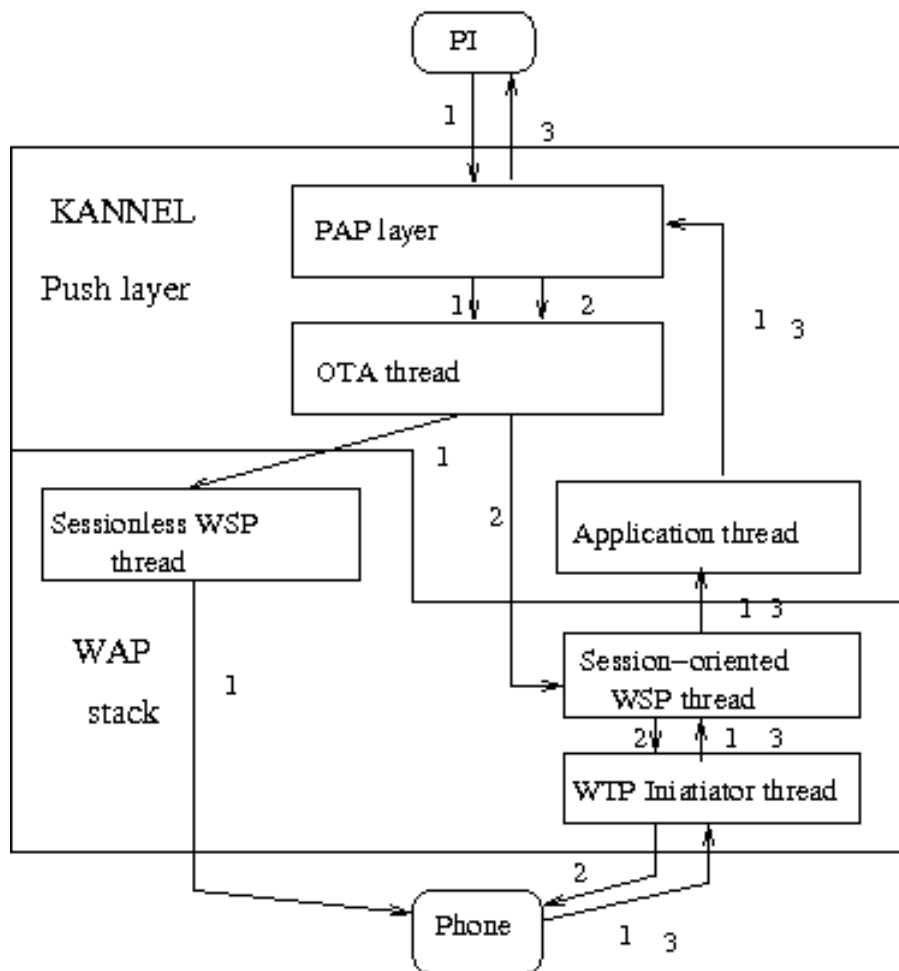 PI
1
3
KANNEL
Push layer
PAP layer
1
2
1 3
OTA thread
1
2
Sessionless WSP
thread
Application thread
1 3
WAP
stack
1
Session-oriented
WSP thread
2
1 3
WTP Iniatiator thread
2
Phone
1 3